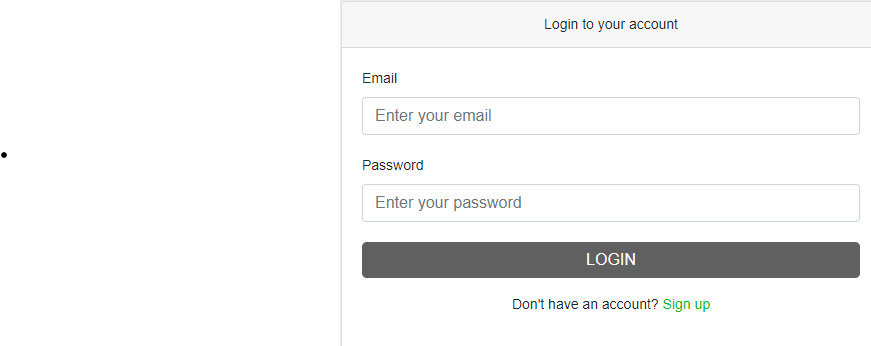 Login to your account
Email
Enter your email
Password
Enter your password
LOGIN
Don't have an account? Sign up